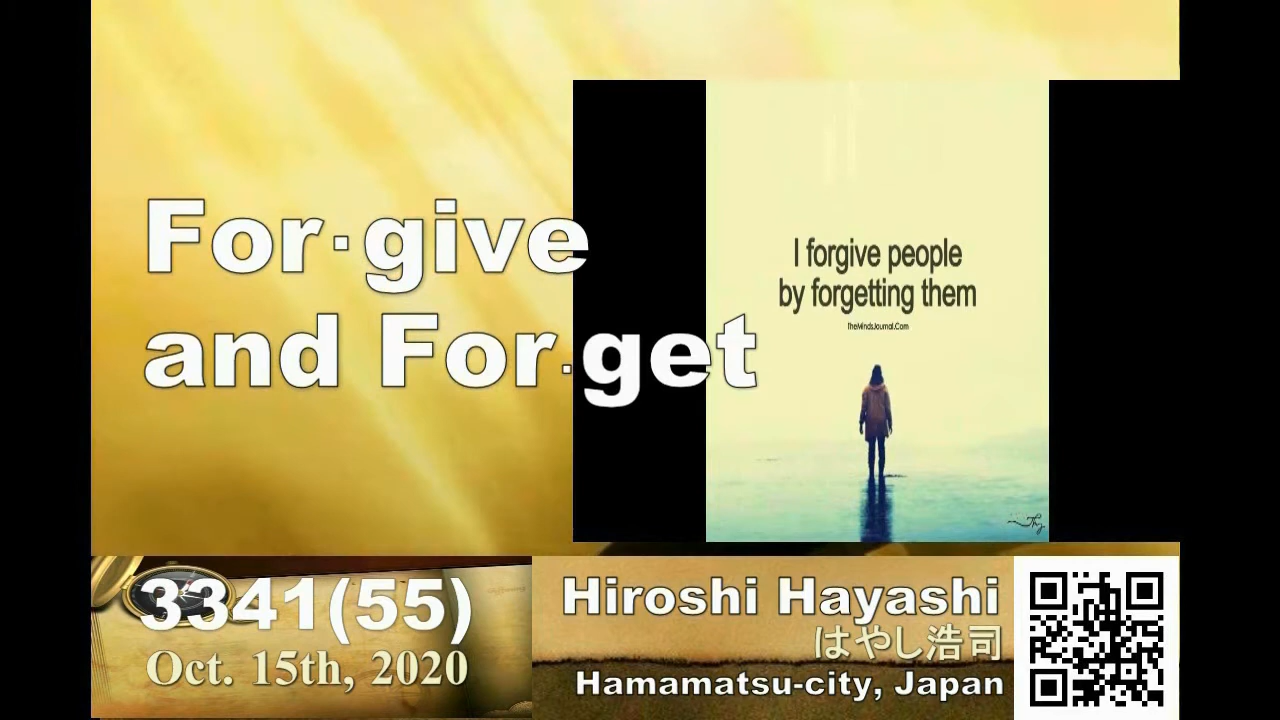 For·give
and For·get
I forgive people
by forgetting them
TheMindsJournal.Com
3341(55)
Oct. 15th, 2020
Hiroshi Hayashi
はやし浩司
Hamamatsu-city, Japan